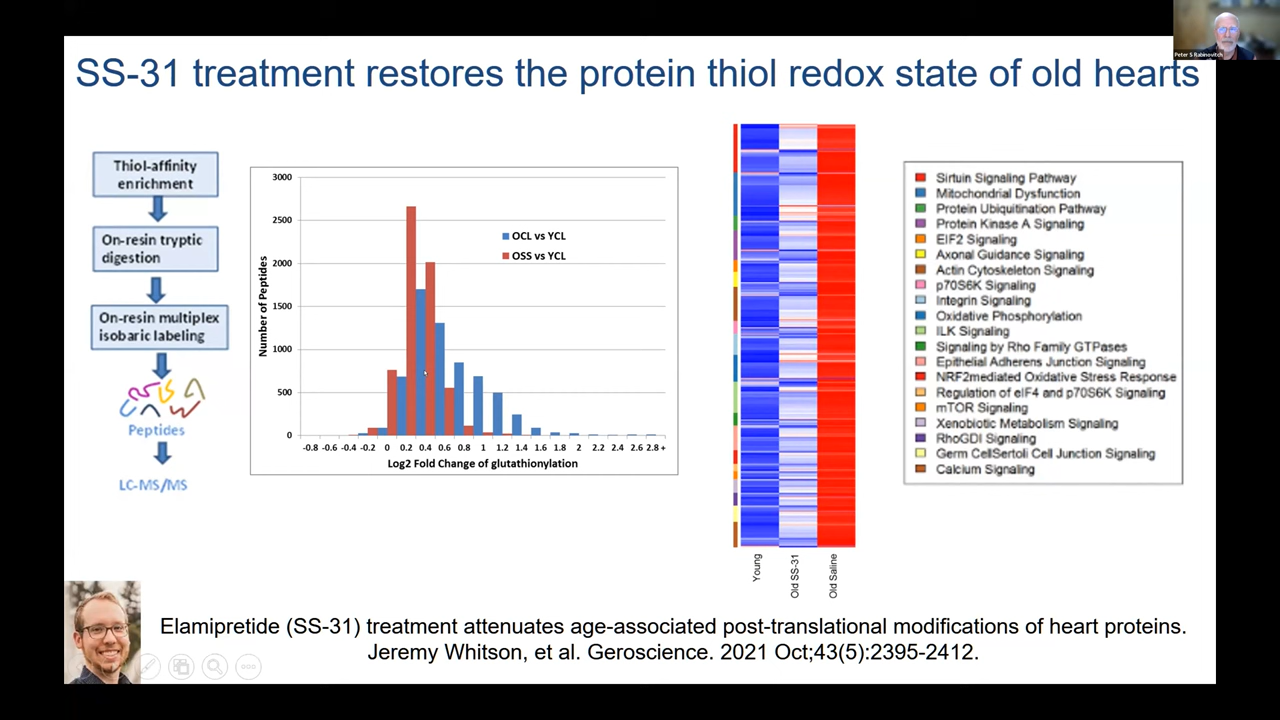 Peter S Rabinovitch
SS-31 treatment restores the protein thiol redox state of old hearts
Thiol-affinity
enrichment
On-resin tryptic
digestion
On-resin multiplex
isobaric labeling
Peptides
LC-MS/MS
Number of Peptides
3000
2500
2000
1500
1000
500
0
OCL vs YCL
OSS vs YCL
-0.8 -0.6 -0.4 -0.2 0 0.2 0.4 0.6 0.8 1 1.2 1.4 1.6 1.8 2 2.2 2.4 2.6 2.8 +
Log2 Fold Change of glutathionylation
Young
Old SS-31
Old Saline
Sirtuin Signaling Pathway
Mitochondrial Dysfunction
Protein Ubiquitination Pathway
Protein Kinase A Signaling
EIF2 Signaling
Axonal Guidance Signaling
Actin Cytoskeleton Signaling
p70S6K Signaling
Integrin Signaling
Oxidative Phosphorylation
ILK Signaling
Signaling by Rho Family GTPases
Epithelial Adherens Junction Signaling
NRF2mediated Oxidative Stress Response
Regulation of eIF4 and p70S6K Signaling
mTOR Signaling
Xenobiotic Metabolism Signaling
RhoGDI Signaling
Germ CellSertoli Cell Junction Signaling
Calcium Signaling
Elamipretide (SS-31) treatment attenuates age-associated post-translational modifications of heart proteins.
Jeremy Whitson, et al. Geroscience. 2021 Oct;43(5):2395-2412.